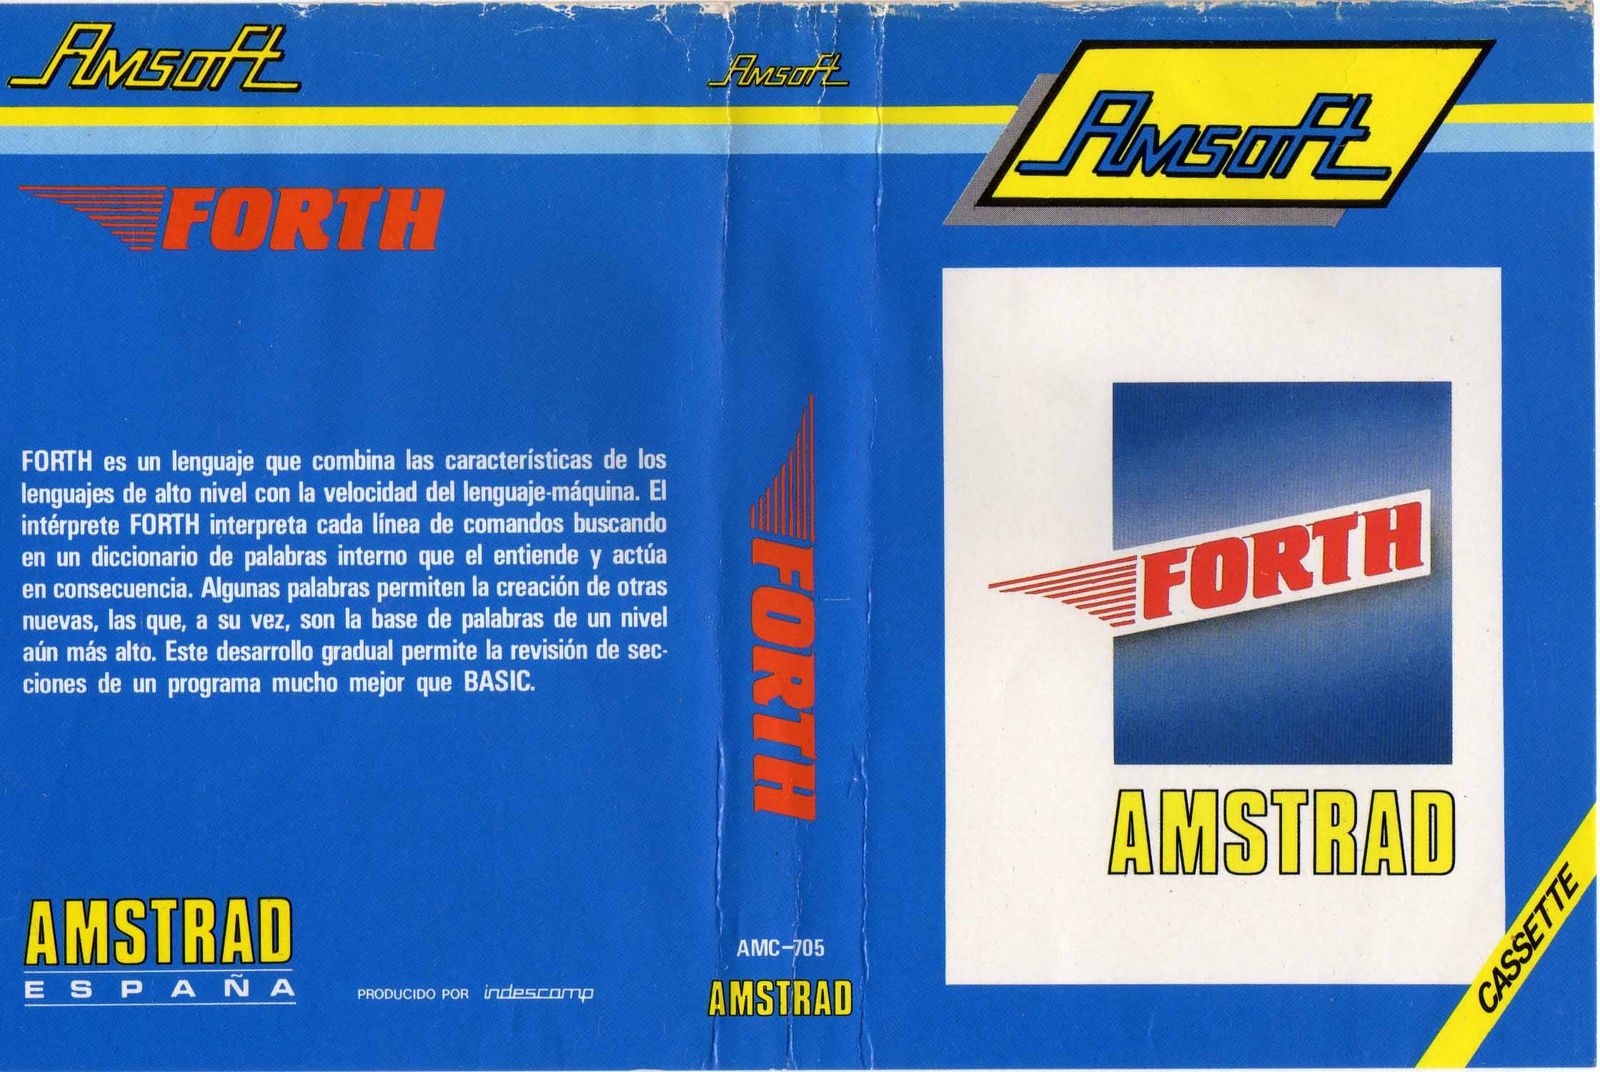 Amsoft
FORTH
FORTH es un lenguaje que combina las características de los
lenguajes de alto nivel con la velocidad del lenguaje-máquina. El
intérprete FORTH interpreta cada línea de comandos buscando
en un diccionario de palabras interno que el entiende y actúa
en consecuencia. Algunas palabras permiten la creación de otras
nuevas, las que, a su vez, son la base de palabras de un nivel
aún más alto. Este desarrollo gradual permite la revisión de sec-
ciones de un programa mucho mejor que BASIC.
AMSTRAD
ESPAÑA
PRODUCIDO POR indescomp
Amsoft
FORTH
AMC-705
AMSTRAD
Amsoft
FORTH
AMSTRAD
CASSETTE